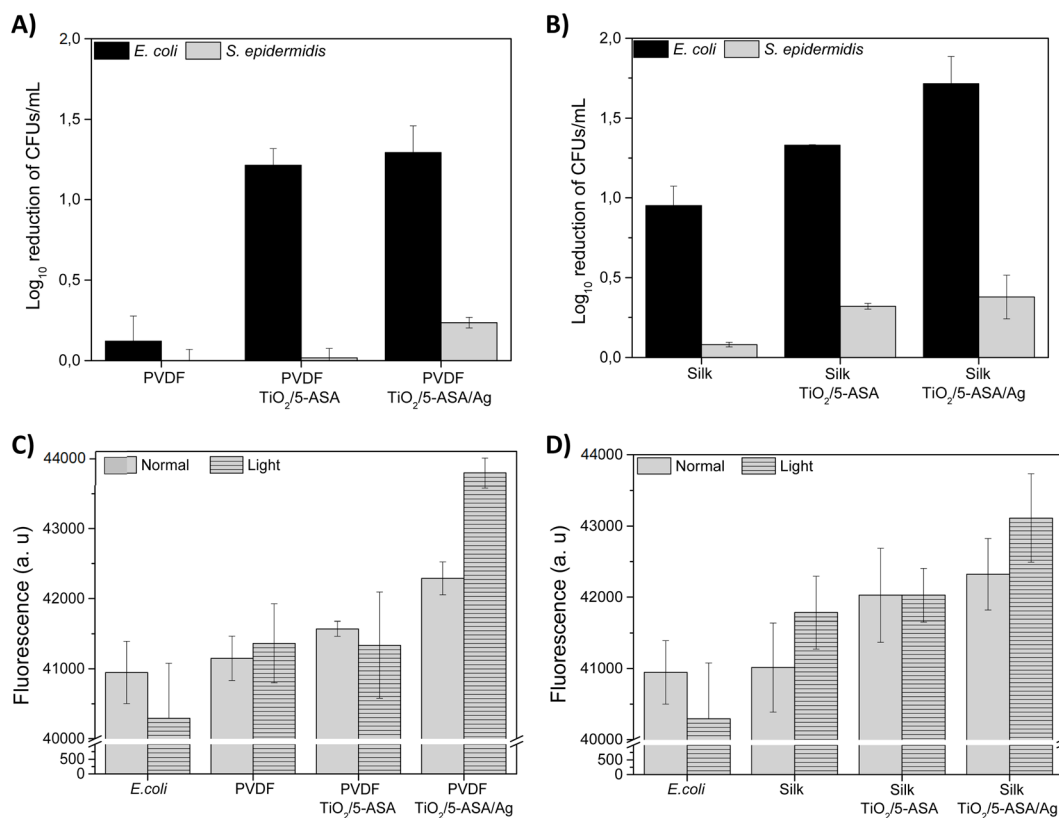 A)
2,0
1,5
1,0
0,5
0,0
Log₁₀ reduction of CFUs/mL
E. coli
S. epidermidis
PVDF
PVDF
TiO₂/5-ASA
PVDF
TiO₂/5-ASA/Ag
B)
2,0
1,5
1,0
0,5
0,0
Log₁₀ reduction of CFUs/mL
E. coli
S. epidermidis
Silk
Silk
TiO₂/5-ASA
Silk
TiO₂/5-ASA/Ag
C)
44000
43000
42000
41000
40000
500
0
Fluorescence (a. u)
Normal
Light
E.coli
PVDF
PVDF
TiO₂/5-ASA
PVDF
TiO₂/5-ASA/Ag
D)
44000
43000
42000
41000
40000
500
0
Fluorescence (a. u)
Normal
Light
E.coli
Silk
Silk
TiO₂/5-ASA
Silk
TiO₂/5-ASA/Ag